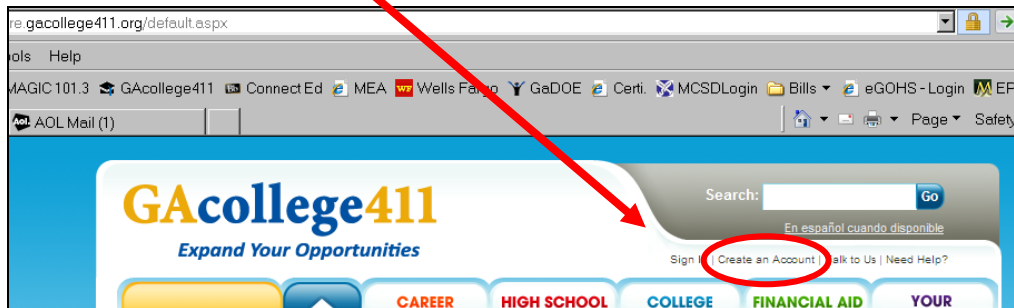 re.gacollege411.org/default.aspx
ools Help
MAGIC 101.3 GAcollege411 Connect Ed MEA Wells Fargo GaDOE Certi. MCSDLogin Bills eGOHS - Login EP
AOL Mail (1) Page Safety
GAcollege411
Expand Your Opportunities
Search: Go
En español cuando disponible
Sign In | Create an Account | Talk to Us | Need Help?
CAREER HIGH SCHOOL COLLEGE FINANCIAL AID YOUR